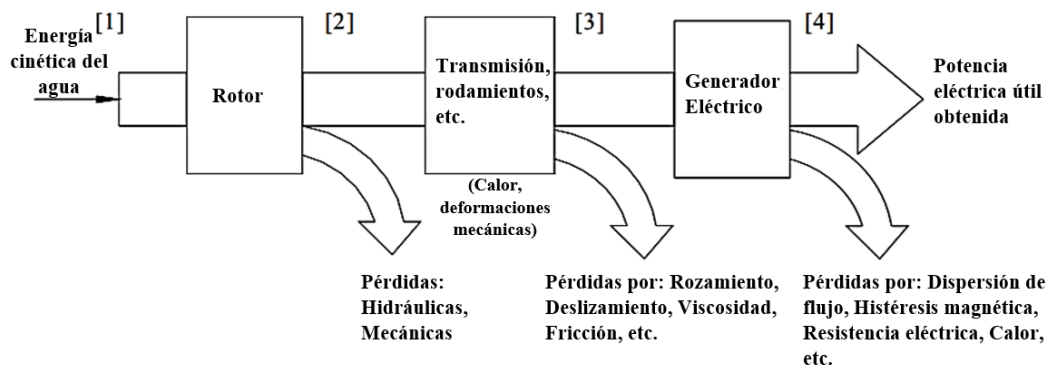 [1]
Energía
cinética del
agua
Rotor
[2]
Transmisión,
rodamientos,
etc.
(Calor,
deformaciones
mecánicas)
[3]
Generador
Eléctrico
[4]
Potencia
eléctrica útil
obtenida
Pérdidas:
Hidráulicas,
Mecánicas
Pérdidas por: Rozamiento,
Deslizamiento, Viscosidad,
Fricción, etc.
Pérdidas por: Dispersión de
flujo, Histéresis magnética,
Resistencia eléctrica, Calor,
etc.